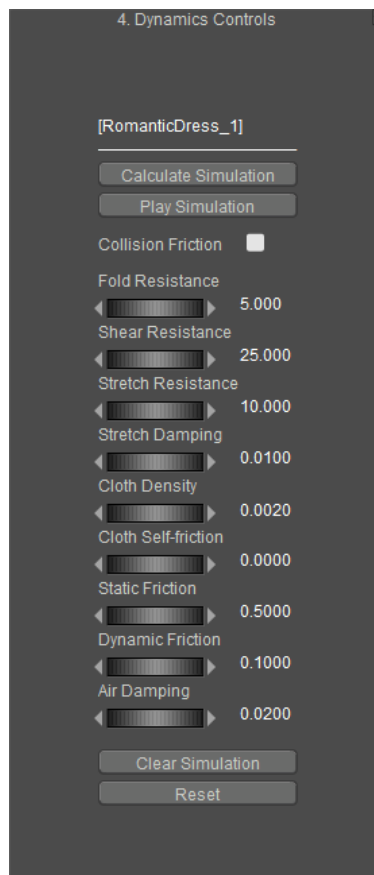 4. Dynamics Controls
[RomanticDress_1]
Calculate Simulation
Play Simulation
Collision Friction
Fold Resistance
5.000
Shear Resistance
25.000
Stretch Resistance
10.000
Stretch Damping
0.0100
Cloth Density
0.0020
Cloth Self-friction
0.0000
Static Friction
0.5000
Dynamic Friction
0.1000
Air Damping
0.0200
Clear Simulation
Reset